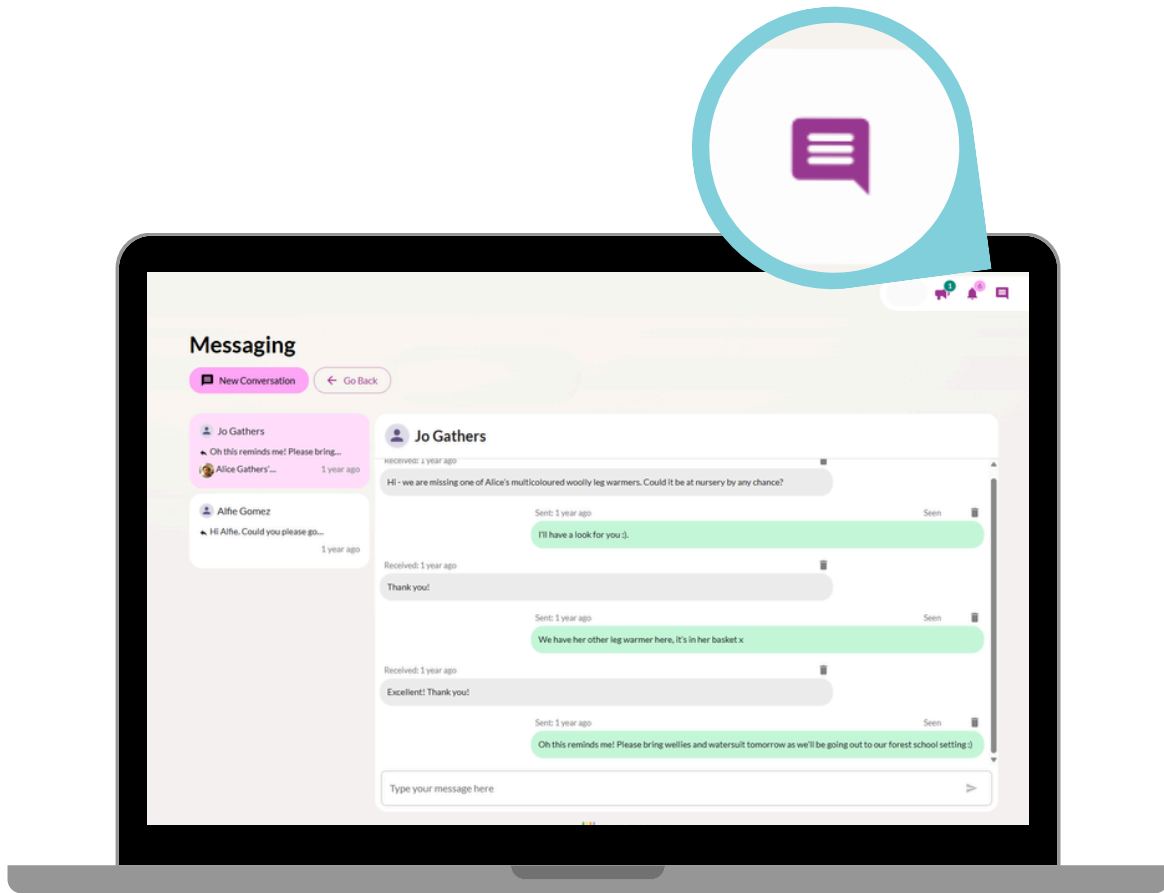 1
6
Messaging
New Conversation
Go Back
Jo Gathers
Oh this reminds me! Please bring...
Alice Gathers'...
1 year ago
Alfie Gomez
Hi Alfie. Could you please go...
1 year ago
Jo Gathers
Received: 1 year ago
Hi - we are missing one of Alice's multicoloured woolly leg warmers. Could it be at nursery by any chance?
Sent: 1 year ago Seen
I'll have a look for you :).
Received: 1 year ago
Thank you!
Sent: 1 year ago Seen
We have her other leg warmer here, it's in her basket x
Received: 1 year ago
Excellent! Thank you!
Sent: 1 year ago Seen
Oh this reminds me! Please bring wellies and watersuit tomorrow as we'll be going out to our forest school setting :)
Type your message here